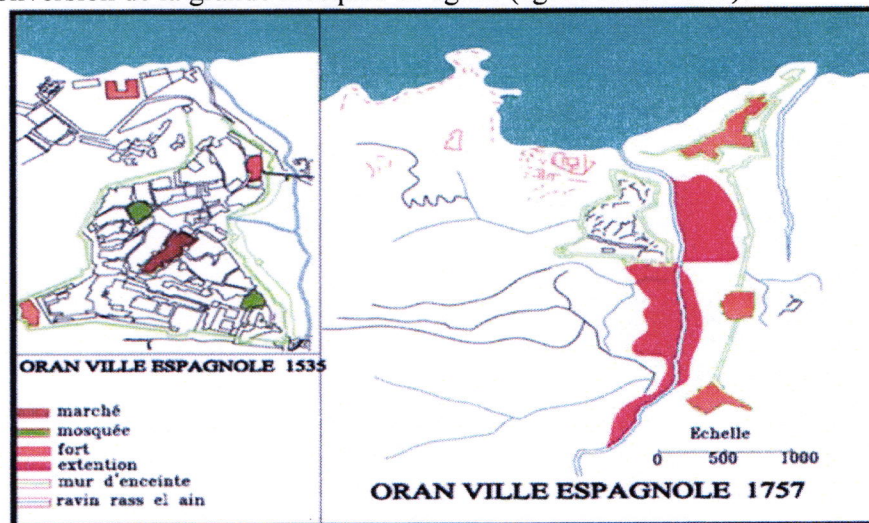 ORAN VILLE ESPAGNOLE 1535
marché
mosquée
fort
extention
mur d'enceinte
ravin rass el ain
Echelle
0 500 1000
ORAN VILLE ESPAGNOLE 1757